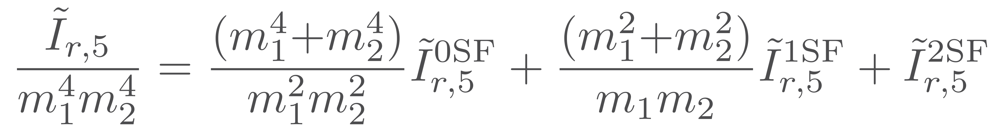 \frac{\tilde{I}_{r,5}}{m_1^4 m_2^4} = \frac{(m_1^4 + m_2^4)}{m_1^2 m_2^2} \tilde{I}_{r,5}^{0\mathrm{SF}} + \frac{(m_1^2 + m_2^2)}{m_1 m_2} \tilde{I}_{r,5}^{1\mathrm{SF}} + \tilde{I}_{r,5}^{2\mathrm{SF}}